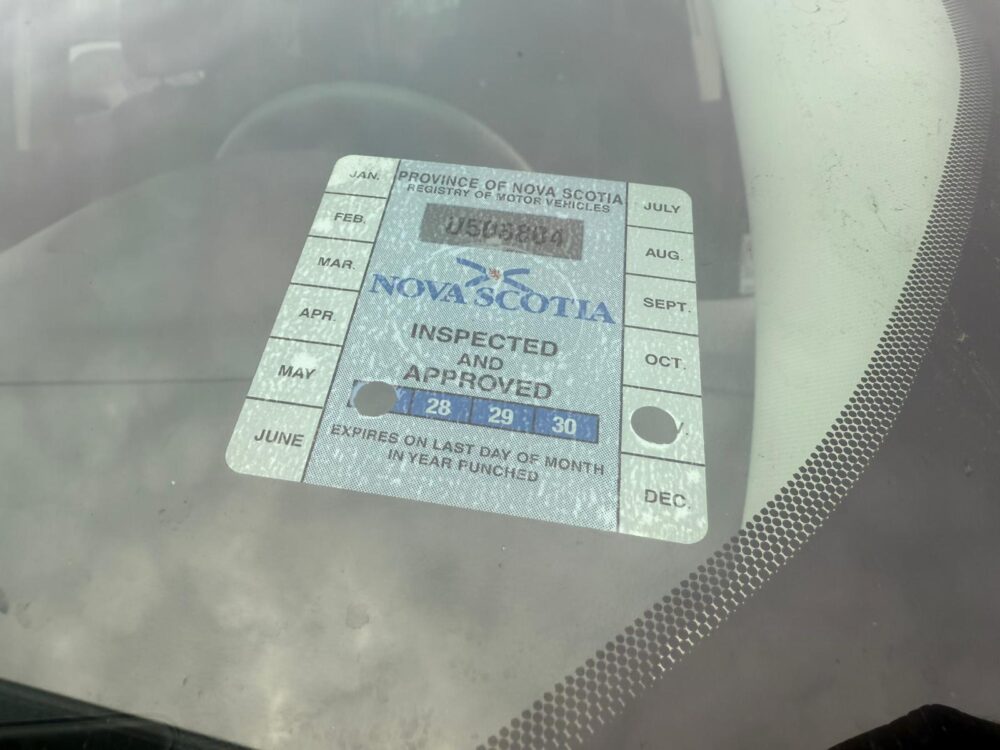 JAN.
FEB.
MAR.
APR.
MAY
JUNE
PROVINCE OF NOVA SCOTIA
REGISTRY OF MOTOR VEHICLES
U503804
NOVA SCOTIA
INSPECTED
AND
APPROVED
28 29 30
EXPIRES ON LAST DAY OF MONTH
IN YEAR PUNCHED
JULY
AUG.
SEPT.
OCT.
DEC.